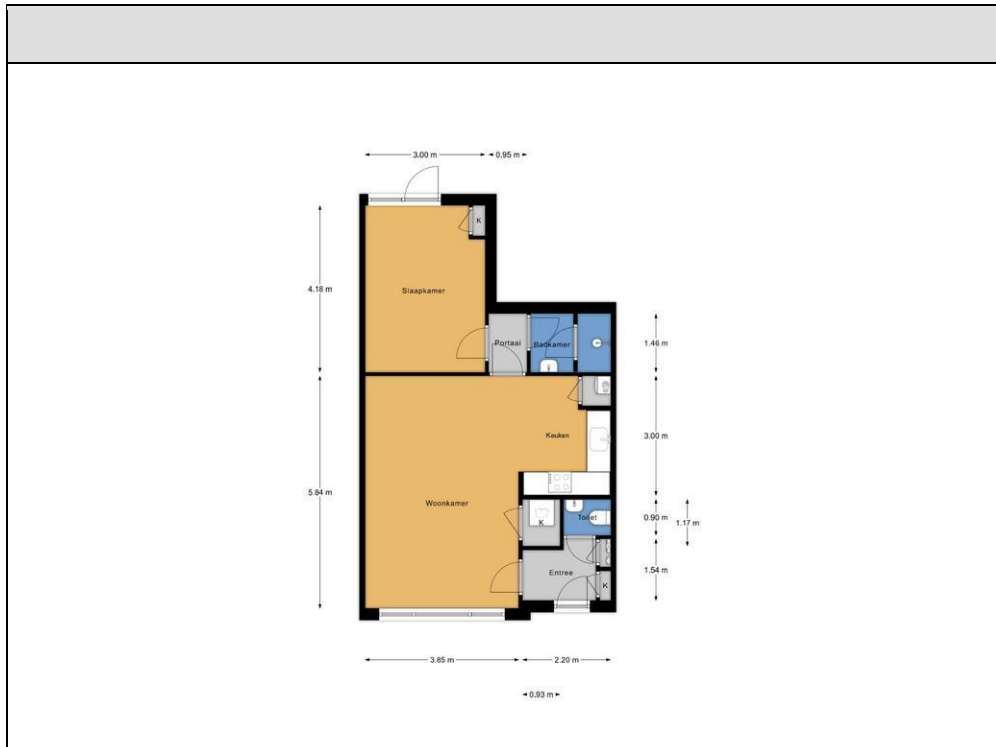 3.00 m
0.95 m
K
4.18 m
Slaapkamer
Portaal
Badkamer
1.46 m
Keuken
3.00 m
5.84 m
Woonkamer
K
Toilet
0.90 m
1.17 m
Entree
K
1.54 m
3.85 m
2.20 m
0.93 m